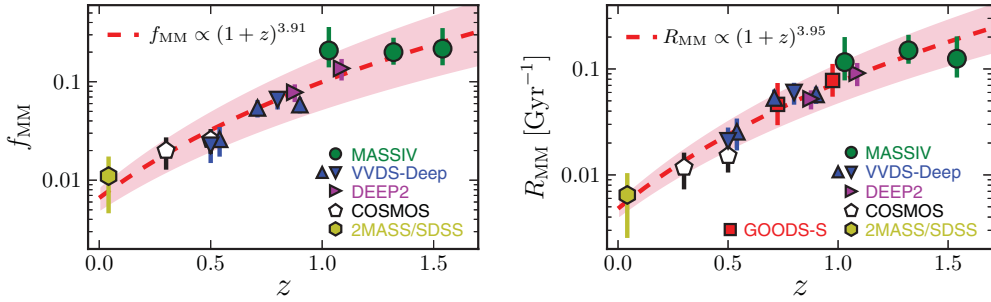 f_MM ∝ (1+z)^3.91
0.1
0.01
f_MM
MASSIV
VVDS-Deep
DEEP2
COSMOS
2MASS/SDSS
0.0 0.5 1.0 1.5
z
R_MM ∝ (1+z)^3.95
0.1
0.01
R_MM [Gyr^−1]
MASSIV
VVDS-Deep
DEEP2
COSMOS
GOODS-S 2MASS/SDSS
0.0 0.5 1.0 1.5
z